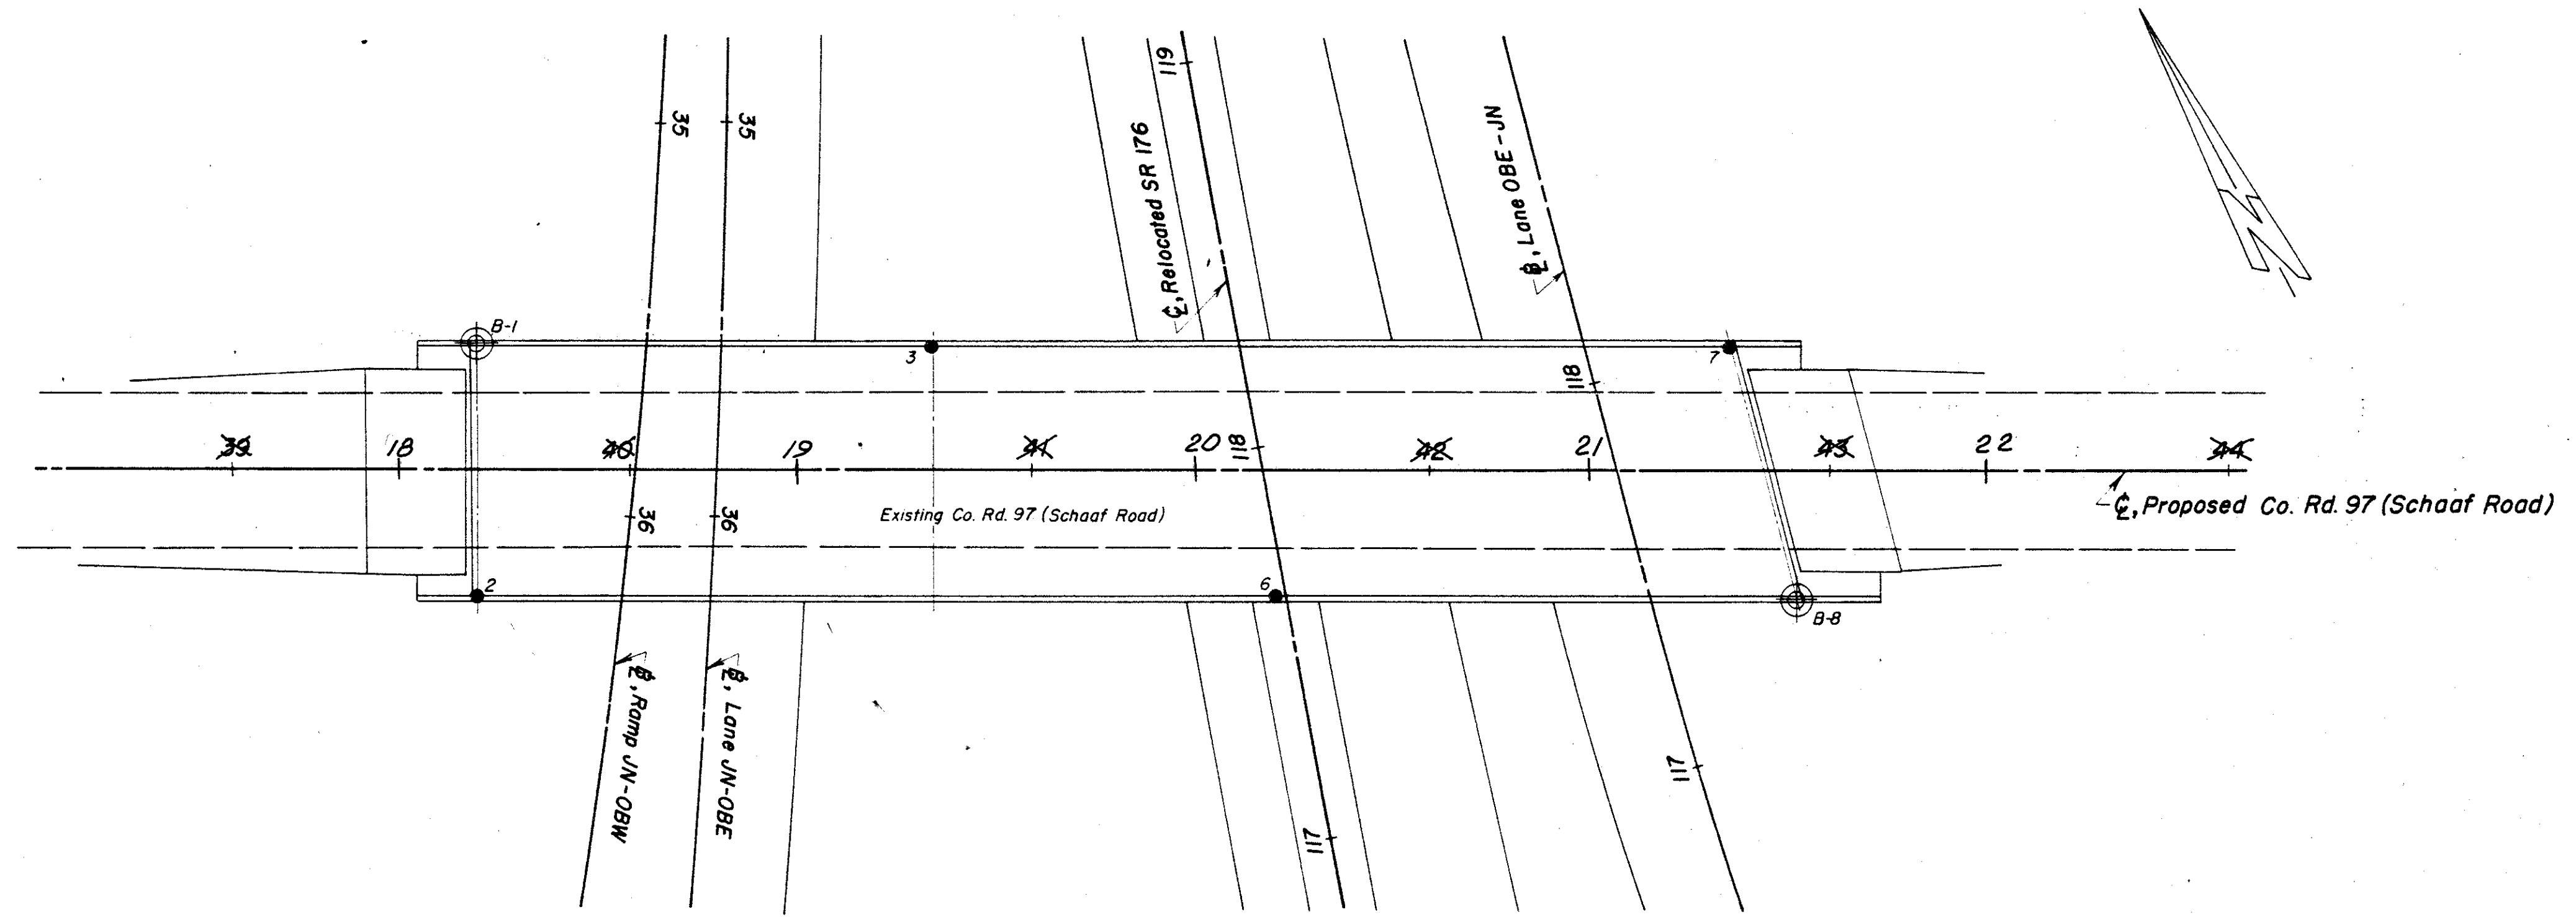 119
35
35
℄, Relocated SR 176
℄, Lane OBE-JN
N
B-1
3
7
118
39
18
40
19
41
20
118
42
21
43
22
44
℄, Proposed Co. Rd. 97 (Schaaf Road)
36
36
Existing Co. Rd. 97 (Schaaf Road)
2
6
B-8
℄, Ramp JN-OBW
℄, Lane JN-OBE
117
117